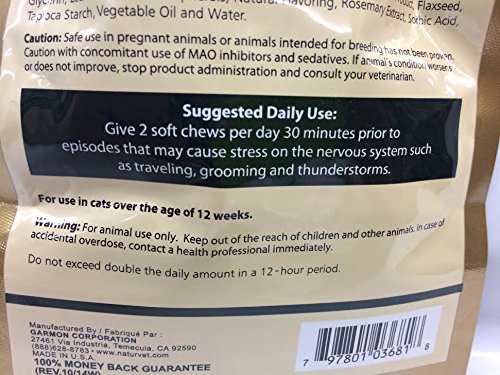 Glycerin,
Natural Flavoring, Rosemary Extract, Sorbic Acid,
Flaxseed,
Tapioca Starch, Vegetable Oil and Water.
Caution: Safe use in pregnant animals or animals intended for breeding has not been proven.
Caution with concomitant use of MAO inhibitors and sedatives. If animal's condition worsens
or does not improve, stop product administration and consult your veterinarian.
Suggested Daily Use:
Give 2 soft chews per day 30 minutes prior to
episodes that may cause stress on the nervous system such
as traveling, grooming and thunderstorms.
For use in cats over the age of 12 weeks.
Warning: For animal use only. Keep out of the reach of children and other animals. In case of
accidental overdose, contact a health professional immediately.
Do not exceed double the daily amount in a 12-hour period.
Manufactured By / Fabriqué Par :
GARMON CORPORATION
27461 Via Industria, Temecula, CA 92590
(888)628-8783 • www.naturvet.com
MADE IN U.S.A.
100% MONEY BACK GUARANTEE
(REV 10/14W)
7 97801 03681 8